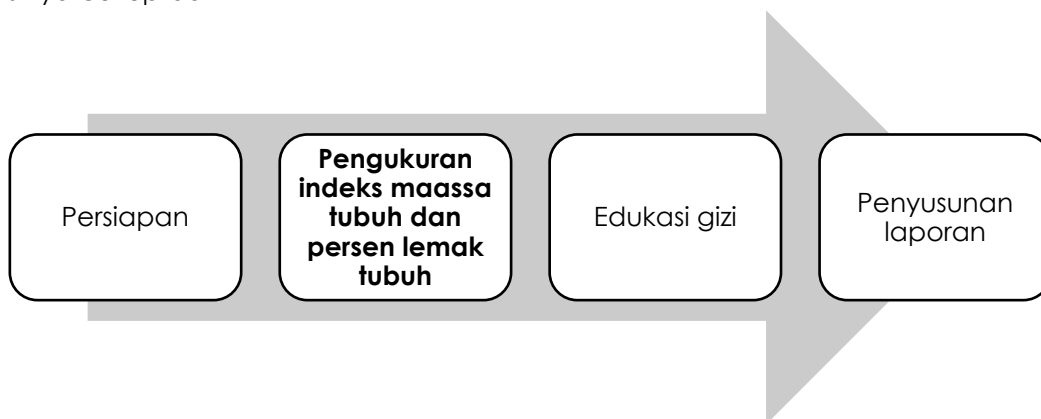 Persiapan
Pengukuran
indeks maassa
tubuh dan
persen lemak
tubuh
Edukasi gizi
Penyusunan
laporan